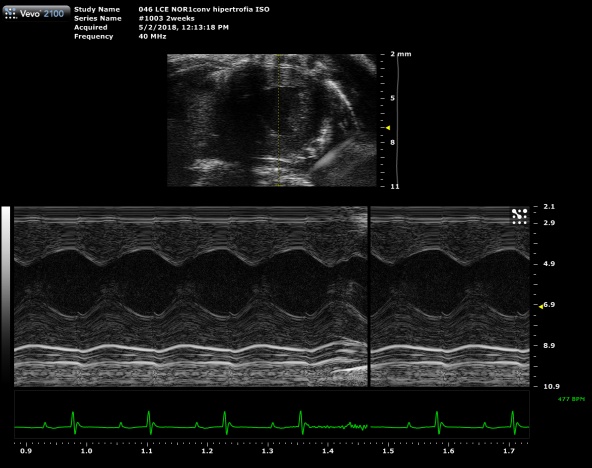 Vevo 2100
Study Name 046 LCE NOR1conv hipertrofia ISO
Series Name #1003 2weeks
Acquired 5/2/2018, 12:13:18 PM
Frequency 40 MHz
2 mm
5
8
11
2.1
2.9
4.9
6.9
8.9
10.9
477 BPM
0.9 1.0 1.1 1.2 1.3 1.4 1.5 1.6 1.7